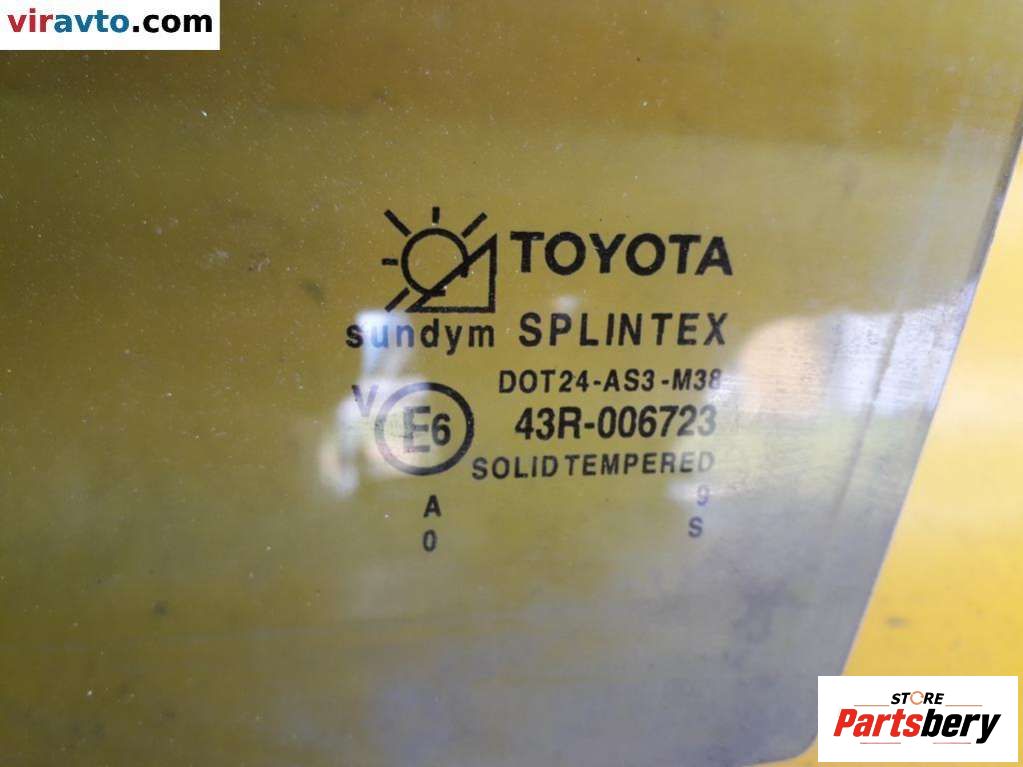 viravto.com
TOYOTA
sundym SPLINTEX
DOT24-AS3-M38
V
E6 43R-006723
SOLID TEMPERED
A 9
0 S
STORE
Partsbery